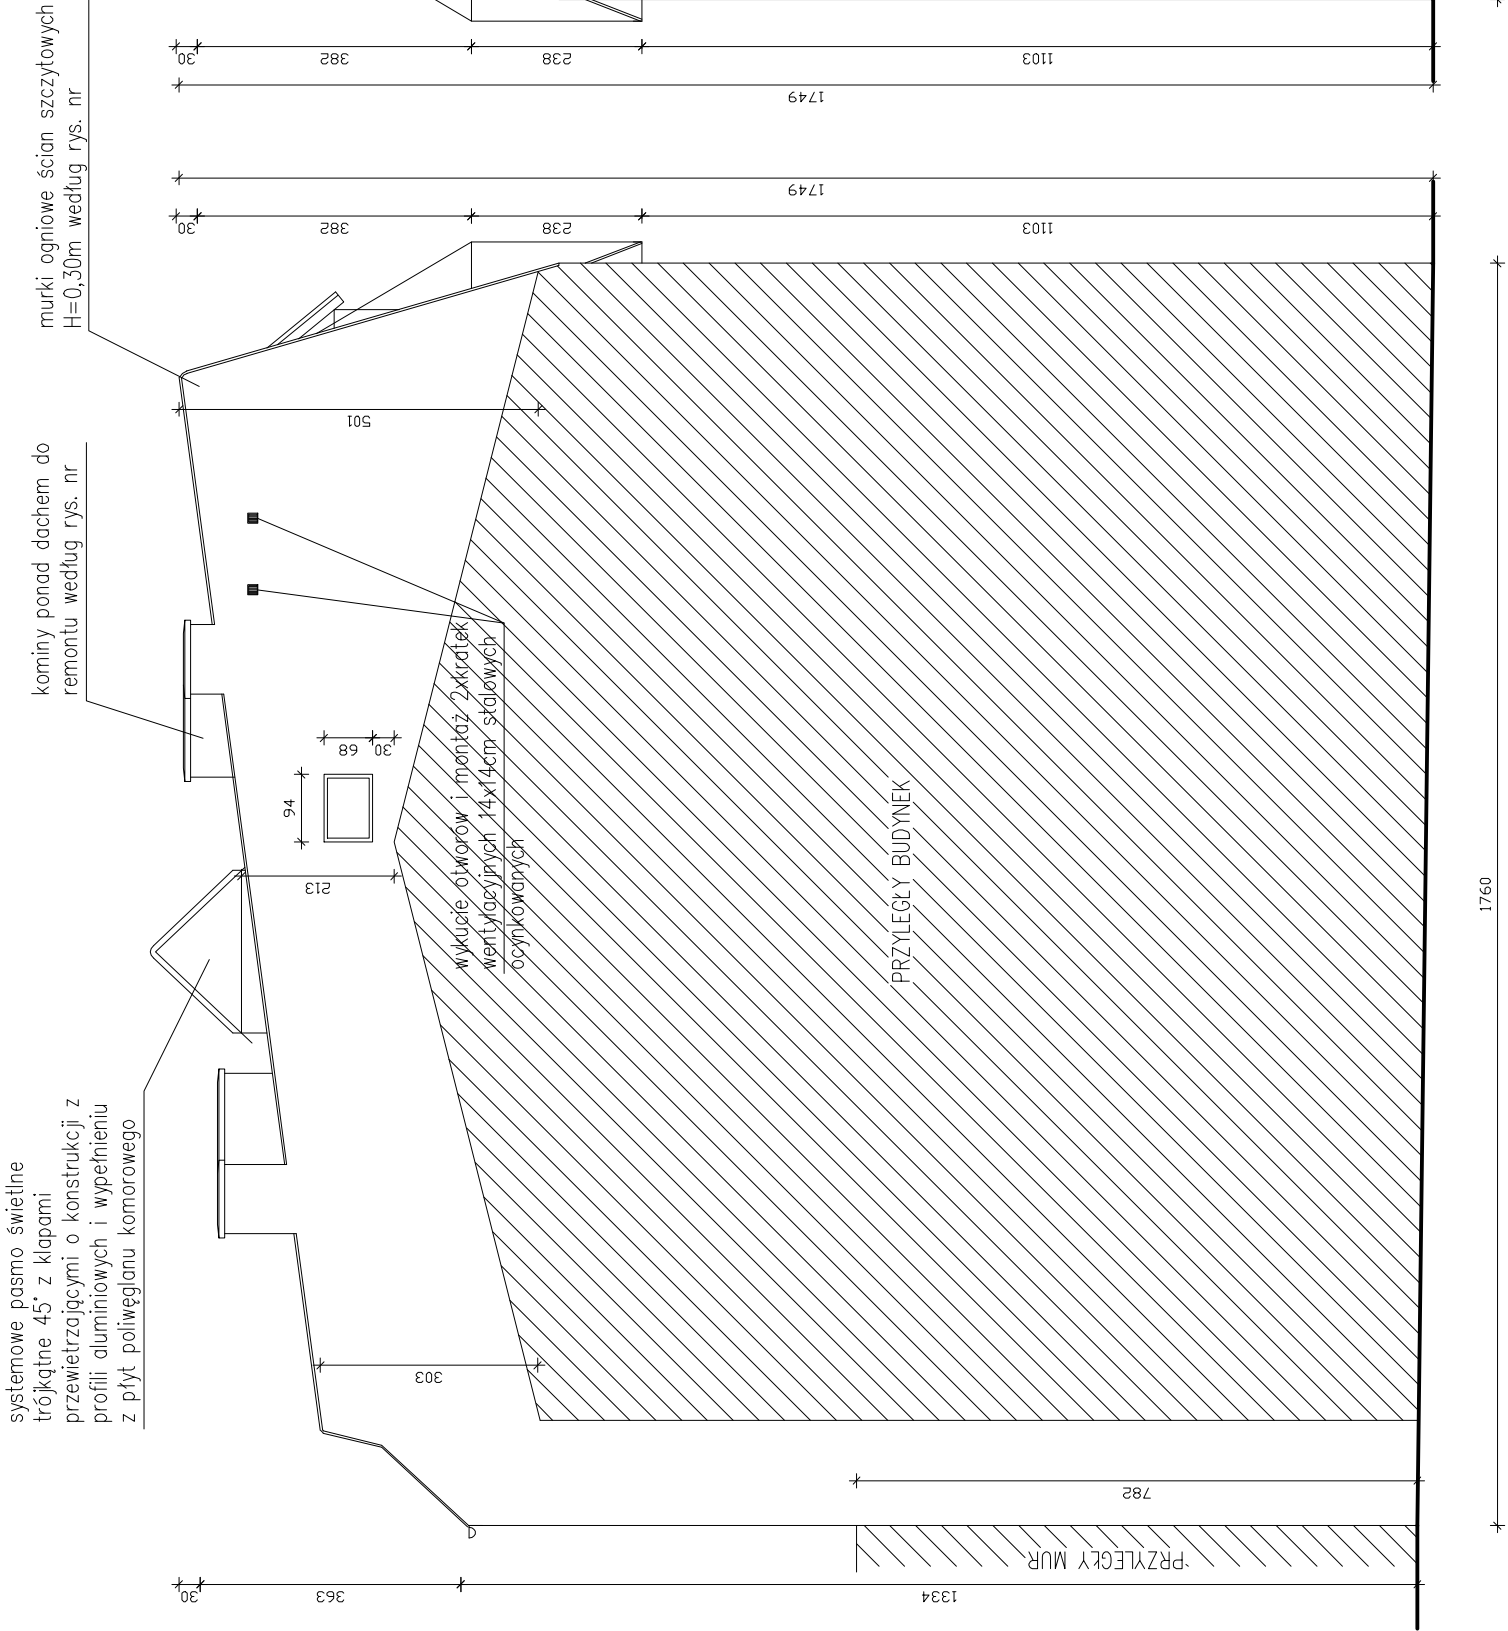 systemowe pasmo świetlne
trójkątne 45° z klapami
przewietrzającymi o konstrukcji z
profili aluminiowych i wypełnieniu
z płyt poliwęglanu komorowego
kominy ponad dachem do
remontu według rys. nr
murki ogniowe ścian szczytowych
H=0,30m według rys. nr
30
382
238
1103
1749
1749
30
382
238
1103
501
68
30
94
213
wykucie otworów i montaż 2xkratek
wentylacyjnych 14x14cm stalowych
ocynkowanych
PRZYLEGŁY BUDYNEK
1760
303
782
PRZYLEGŁY MUR
30
363
1334